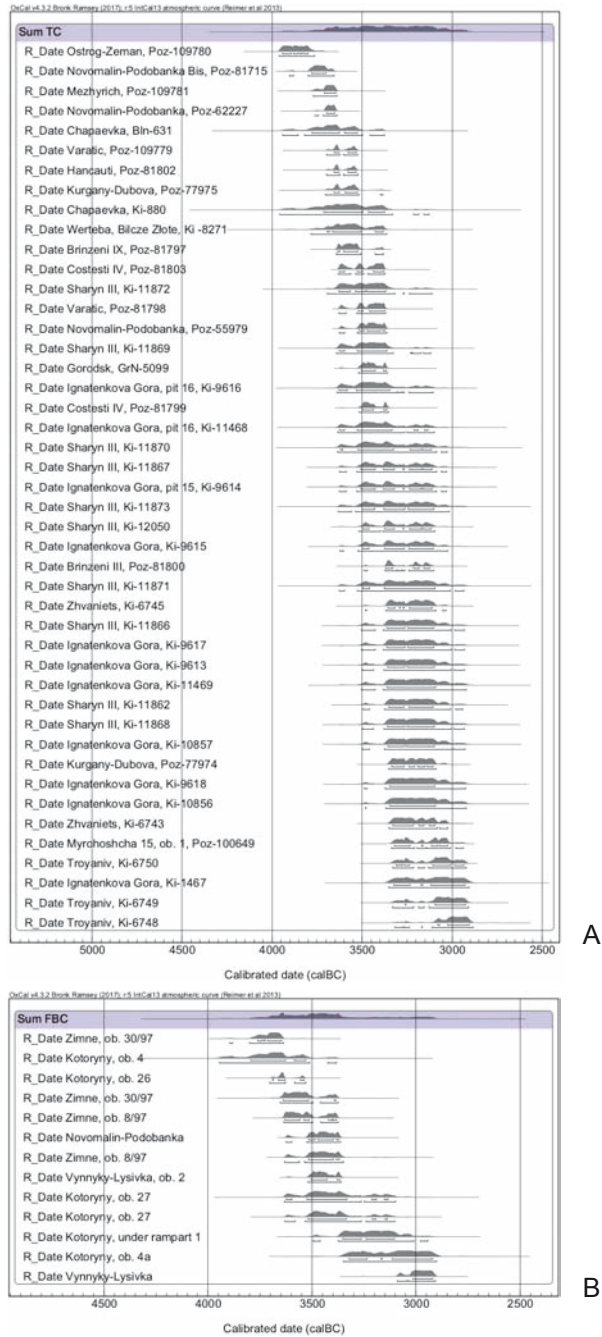 OxCal v4.3.2 Bronk Ramsey (2017); r:5 IntCal13 atmospheric curve (Reimer et al 2013)
Sum TC
R_Date Ostrog-Zeman, Poz-109780
R_Date Novomalin-Podobanka Bis, Poz-81715
R_Date Mezhyrich, Poz-109781
R_Date Novomalin-Podobanka, Poz-62227
R_Date Chapaevka, Bln-631
R_Date Varatic, Poz-109779
R_Date Hancauti, Poz-81802
R_Date Kurgany-Dubova, Poz-77975
R_Date Chapaevka, Ki-880
R_Date Werteba, Bilcze Złote, Ki -8271
R_Date Brinzeni IX, Poz-81797
R_Date Costesti IV, Poz-81803
R_Date Sharyn III, Ki-11872
R_Date Varatic, Poz-81798
R_Date Novomalin-Podobanka, Poz-55979
R_Date Sharyn III, Ki-11869
R_Date Gorodsk, GrN-5099
R_Date Ignatenkova Gora, pit 16, Ki-9616
R_Date Costesti IV, Poz-81799
R_Date Ignatenkova Gora, pit 16, Ki-11468
R_Date Sharyn III, Ki-11870
R_Date Sharyn III, Ki-11867
R_Date Ignatenkova Gora, pit 15, Ki-9614
R_Date Sharyn III, Ki-11873
R_Date Sharyn III, Ki-12050
R_Date Ignatenkova Gora, Ki-9615
R_Date Brinzeni III, Poz-81800
R_Date Sharyn III, Ki-11871
R_Date Zhvaniets, Ki-6745
R_Date Sharyn III, Ki-11866
R_Date Ignatenkova Gora, Ki-9617
R_Date Ignatenkova Gora, Ki-9613
R_Date Ignatenkova Gora, Ki-11469
R_Date Sharyn III, Ki-11862
R_Date Sharyn III, Ki-11868
R_Date Ignatenkova Gora, Ki-10857
R_Date Kurgany-Dubova, Poz-77974
R_Date Ignatenkova Gora, Ki-9618
R_Date Ignatenkova Gora, Ki-10856
R_Date Zhvaniets, Ki-6743
R_Date Myrohoshcha 15, ob. 1, Poz-100649
R_Date Troyaniv, Ki-6750
R_Date Ignatenkova Gora, Ki-1467
R_Date Troyaniv, Ki-6749
R_Date Troyaniv, Ki-6748
5000 4500 4000 3500 3000 2500
Calibrated date (calBC)
A
OxCal v4.3.2 Bronk Ramsey (2017); r:5 IntCal13 atmospheric curve (Reimer et al 2013)
Sum FBC
R_Date Zimne, ob. 30/97
R_Date Kotoryny, ob. 4
R_Date Kotoryny, ob. 26
R_Date Zimne, ob. 30/97
R_Date Zimne, ob. 8/97
R_Date Novomalin-Podobanka
R_Date Zimne, ob. 8/97
R_Date Vynnyky-Lysivka, ob. 2
R_Date Kotoryny, ob. 27
R_Date Kotoryny, ob. 27
R_Date Kotoryny, under rampart 1
R_Date Kotoryny, ob. 4a
R_Date Vynnyky-Lysivka
4500 4000 3500 3000 2500
Calibrated date (calBC)
B